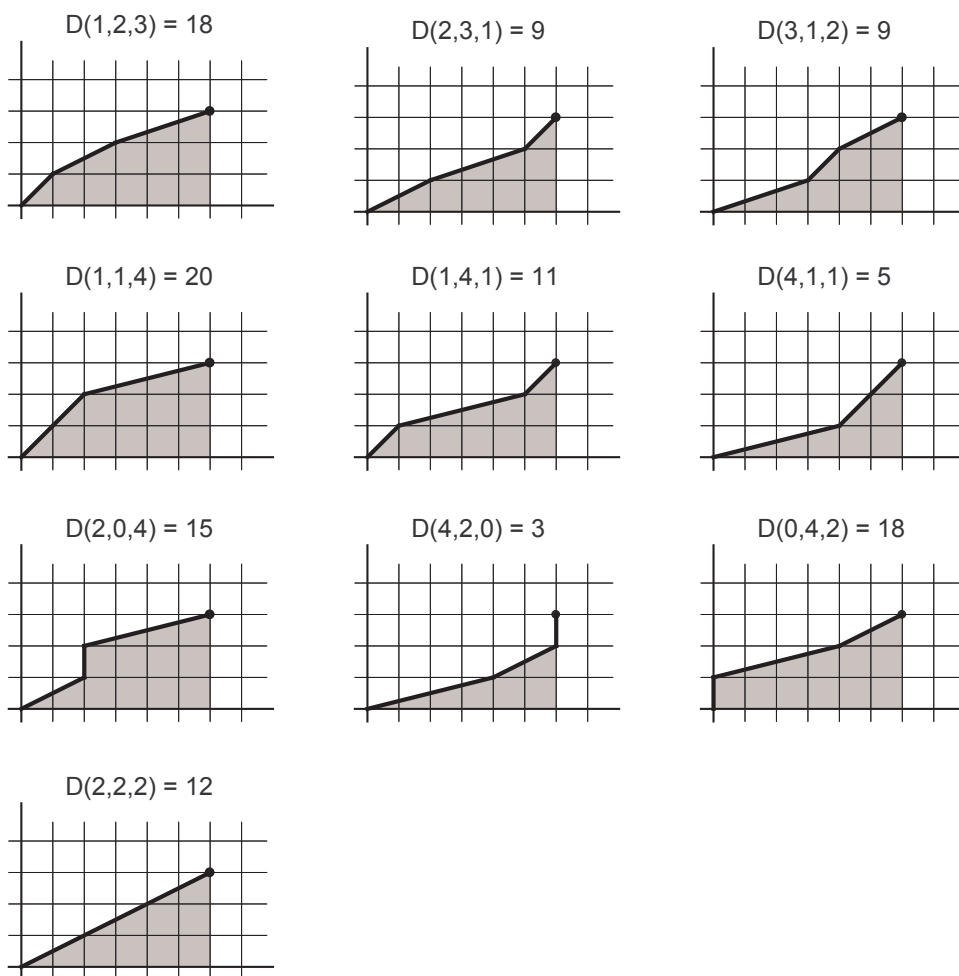 D(1,2,3) = 18
D(2,3,1) = 9
D(3,1,2) = 9
D(1,1,4) = 20
D(1,4,1) = 11
D(4,1,1) = 5
D(2,0,4) = 15
D(4,2,0) = 3
D(0,4,2) = 18
D(2,2,2) = 12